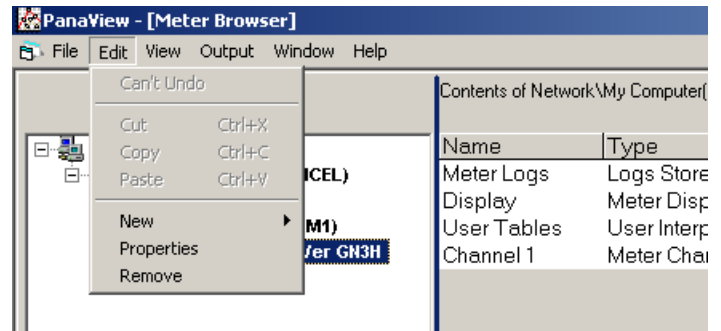 PanaView - [Meter Browser]
File Edit View Output Window Help
Can't Undo
Cut Ctrl+X
Copy Ctrl+C
Paste Ctrl+V
New
Properties
Remove
ICEL)
M1)
Ver GN3H
Contents of Network\My Computer(
Name Type
Meter Logs Logs Store
Display Meter Disp
User Tables User Interp
Channel 1 Meter Char